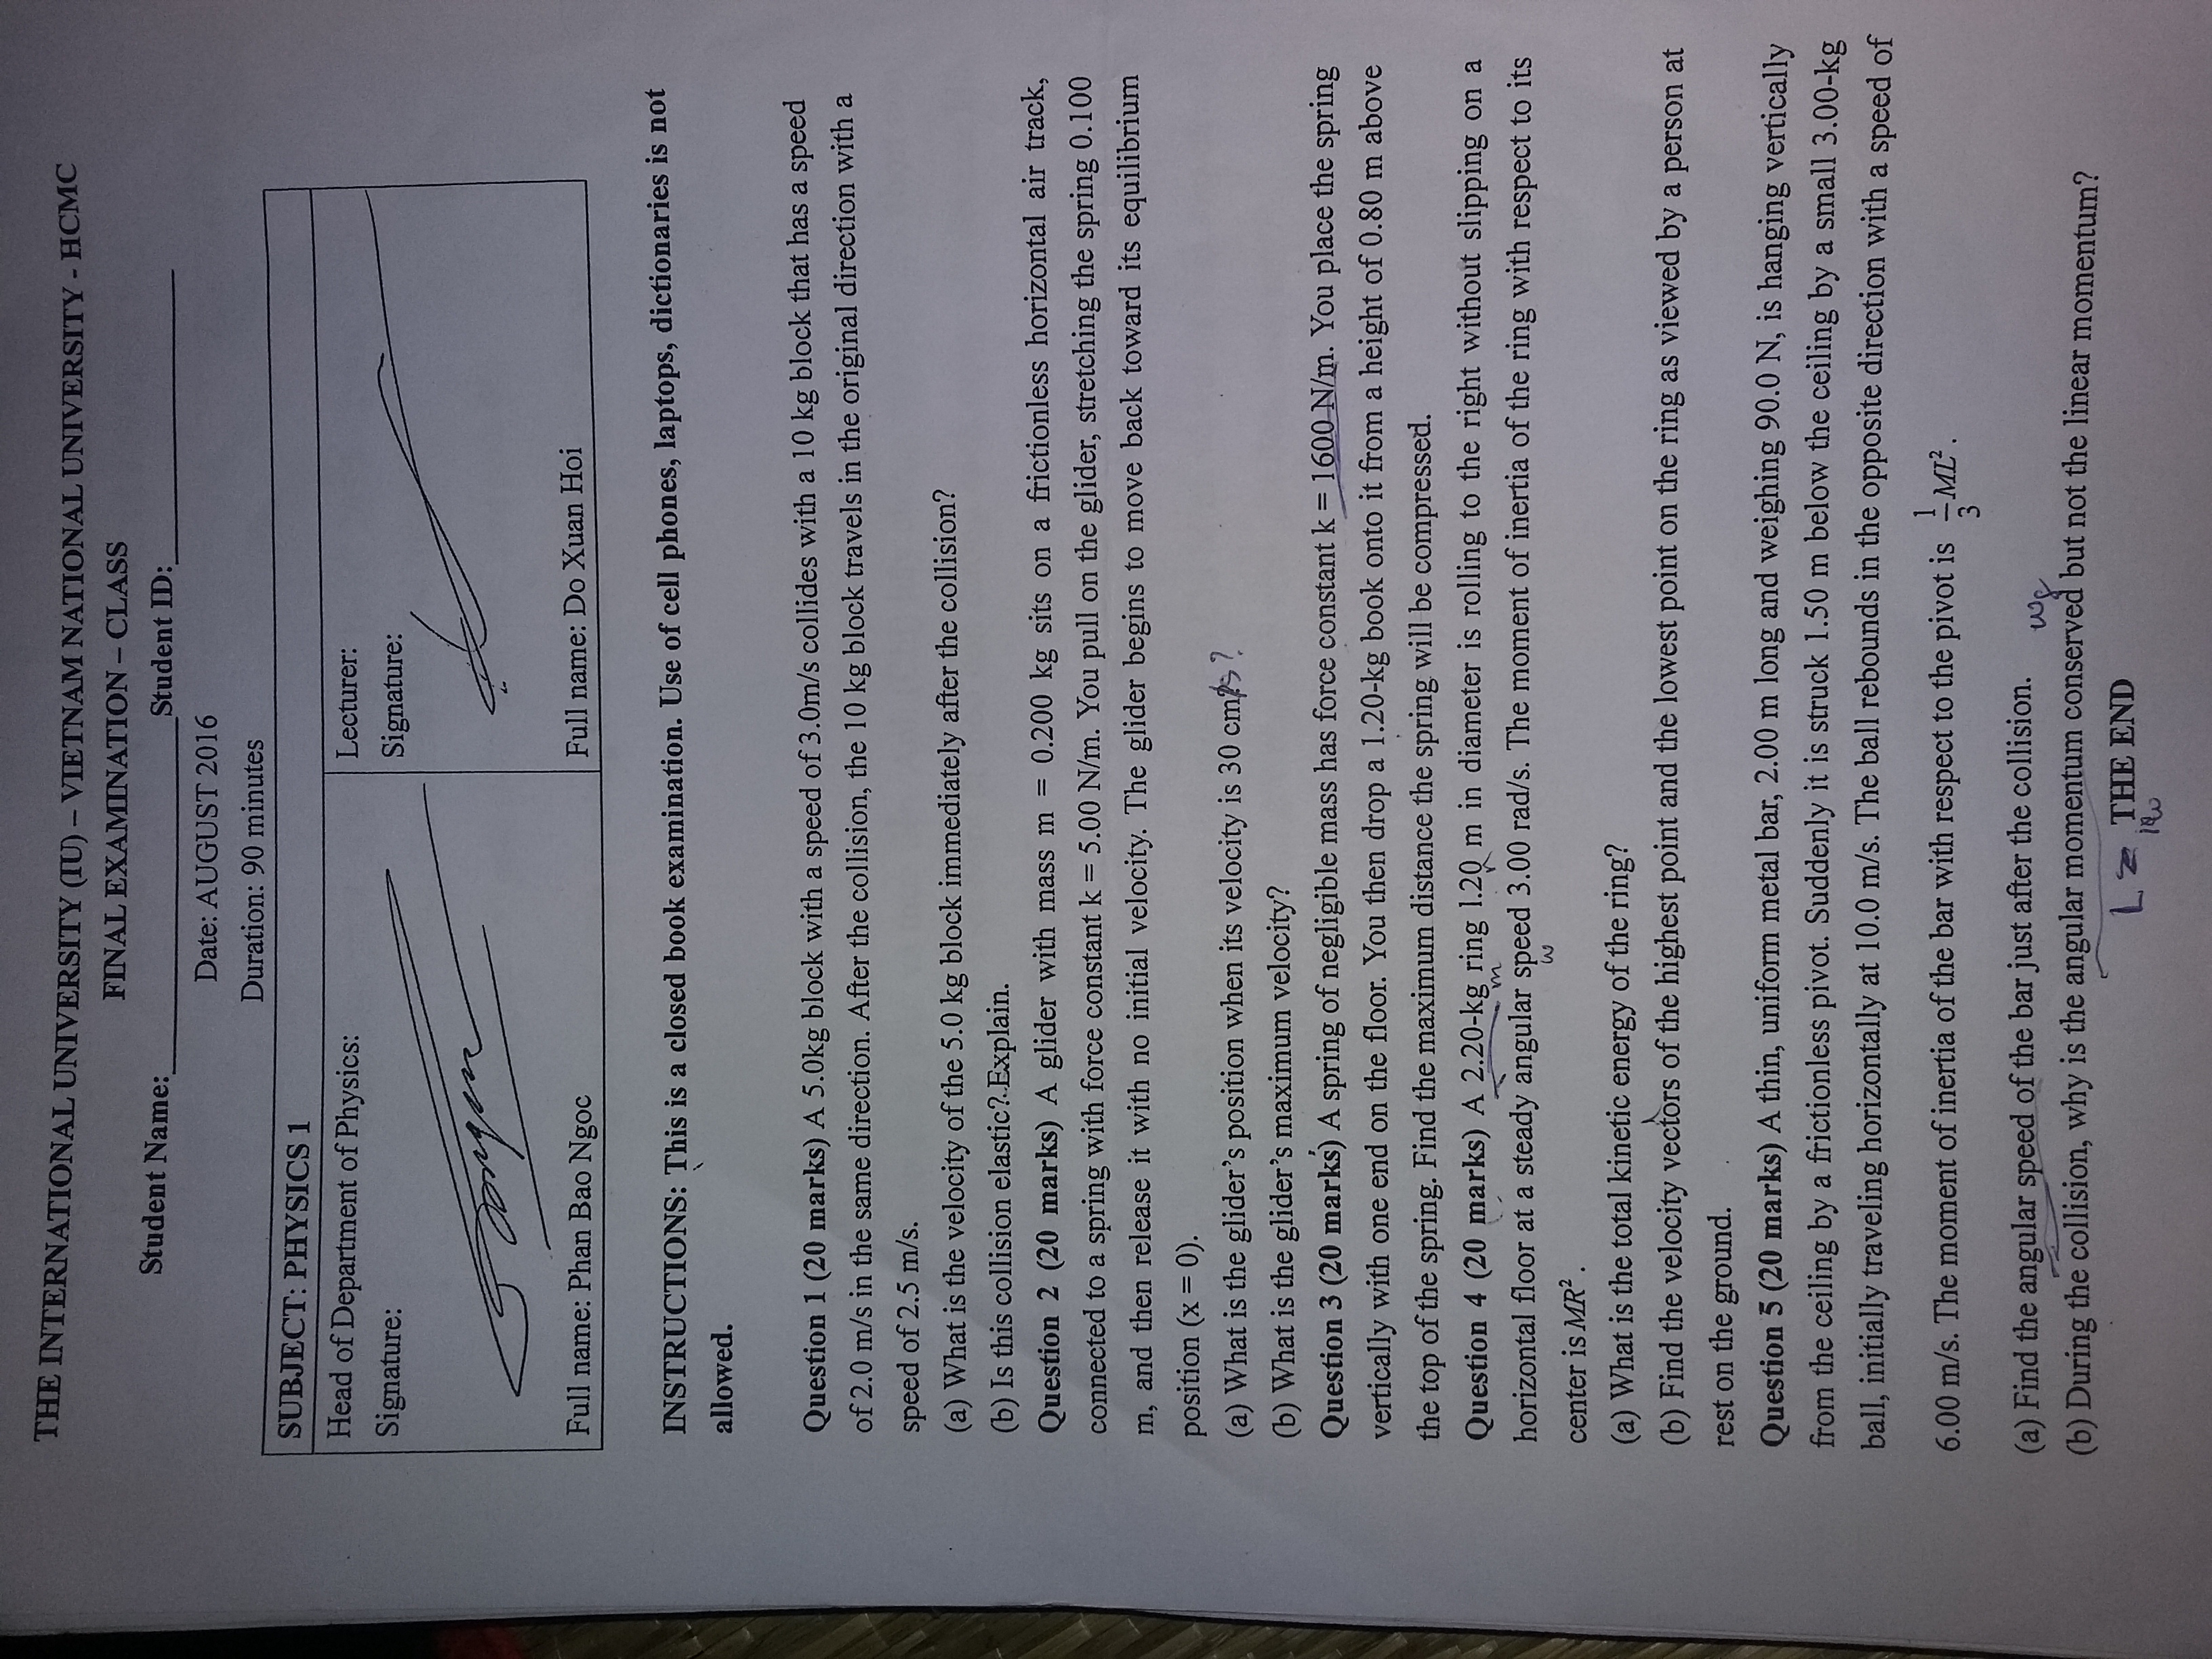 THE INTERNATIONAL UNIVERSITY (IU) – VIETNAM NATIONAL UNIVERSITY - HCMC
FINAL EXAMINATION – CLASS
Student Name: Student ID:
Date: AUGUST 2016
Duration: 90 minutes
SUBJECT: PHYSICS 1
Head of Department of Physics:
Signature:
Full name: Phan Bao Ngoc
Lecturer:
Signature:
Full name: Do Xuan Hoi
INSTRUCTIONS: This is a closed book examination. Use of cell phones, laptops, dictionaries is not
allowed.
Question 1 (20 marks) A 5.0kg block with a speed of 3.0m/s collides with a 10 kg block that has a speed
of 2.0 m/s in the same direction. After the collision, the 10 kg block travels in the original direction with a
speed of 2.5 m/s.
(a) What is the velocity of the 5.0 kg block immediately after the collision?
(b) Is this collision elastic? Explain.
Question 2 (20 marks) A glider with mass m = 0.200 kg sits on a frictionless horizontal air track,
connected to a spring with force constant k = 5.00 N/m. You pull on the glider, stretching the spring 0.100
m, and then release it with no initial velocity. The glider begins to move back toward its equilibrium
position (x = 0).
(a) What is the glider's position when its velocity is 30 cm/s?
(b) What is the glider's maximum velocity?
Question 3 (20 marks) A spring of negligible mass has force constant k = 1600 N/m. You place the spring
vertically with one end on the floor. You then drop a 1.20-kg book onto it from a height of 0.80 m above
the top of the spring. Find the maximum distance the spring will be compressed.
Question 4 (20 marks) A 2.20-kg ring 1.20 m in diameter is rolling to the right without slipping on a
m
horizontal floor at a steady angular speed 3.00 rad/s. The moment of inertia of the ring with respect to its
ω
center is MR².
(a) What is the total kinetic energy of the ring?
(b) Find the velocity vectors of the highest point and the lowest point on the ring as viewed by a person at
rest on the ground.
Question 5 (20 marks) A thin, uniform metal bar, 2.00 m long and weighing 90.0 N, is hanging vertically
from the ceiling by a frictionless pivot. Suddenly it is struck 1.50 m below the ceiling by a small 3.00-kg
ball, initially traveling horizontally at 10.0 m/s. The ball rebounds in the opposite direction with a speed of
6.00 m/s. The moment of inertia of the bar with respect to the pivot is 1/3 ML².
(a) Find the angular speed of the bar just after the collision.
(b) During the collision, why is the angular momentum conserved but not the linear momentum?
L =
THE END